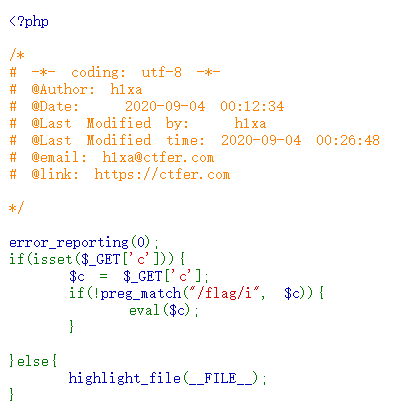 <?php
/*
# -*- coding: utf-8 -*-
# @Author: h1xa
# @Date:   2020-09-04 00:12:34
# @Last Modified by:   h1xa
# @Last Modified time: 2020-09-04 00:26:48
# @email: h1xa@ctfer.com
# @link: https://ctfer.com
*/
error_reporting(0);
if(isset($_GET['c'])){
    $c = $_GET['c'];
    if(!preg_match("/flag/i", $c)){
        eval($c);
    }
}else{
    highlight_file(__FILE__);
}